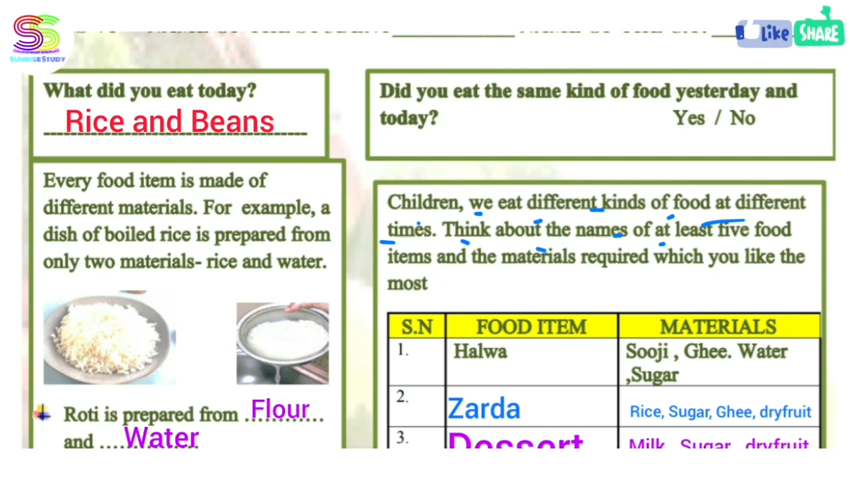 SS
SUNRISE STUDY
Like
SHARE
What did you eat today?
Rice and Beans
Did you eat the same kind of food yesterday and
today? Yes / No
Every food item is made of
different materials. For example, a
dish of boiled rice is prepared from
only two materials- rice and water.
Roti is prepared from ............
Flour
and ............
Water
Children, we eat different kinds of food at different
times. Think about the names of at least five food
items and the materials required which you like the
most
S.N FOOD ITEM MATERIALS
1. Halwa Sooji , Ghee. Water
,Sugar
2. Zarda Rice, Sugar, Ghee, dryfruit
3. Dessert Milk, Sugar, dryfruit